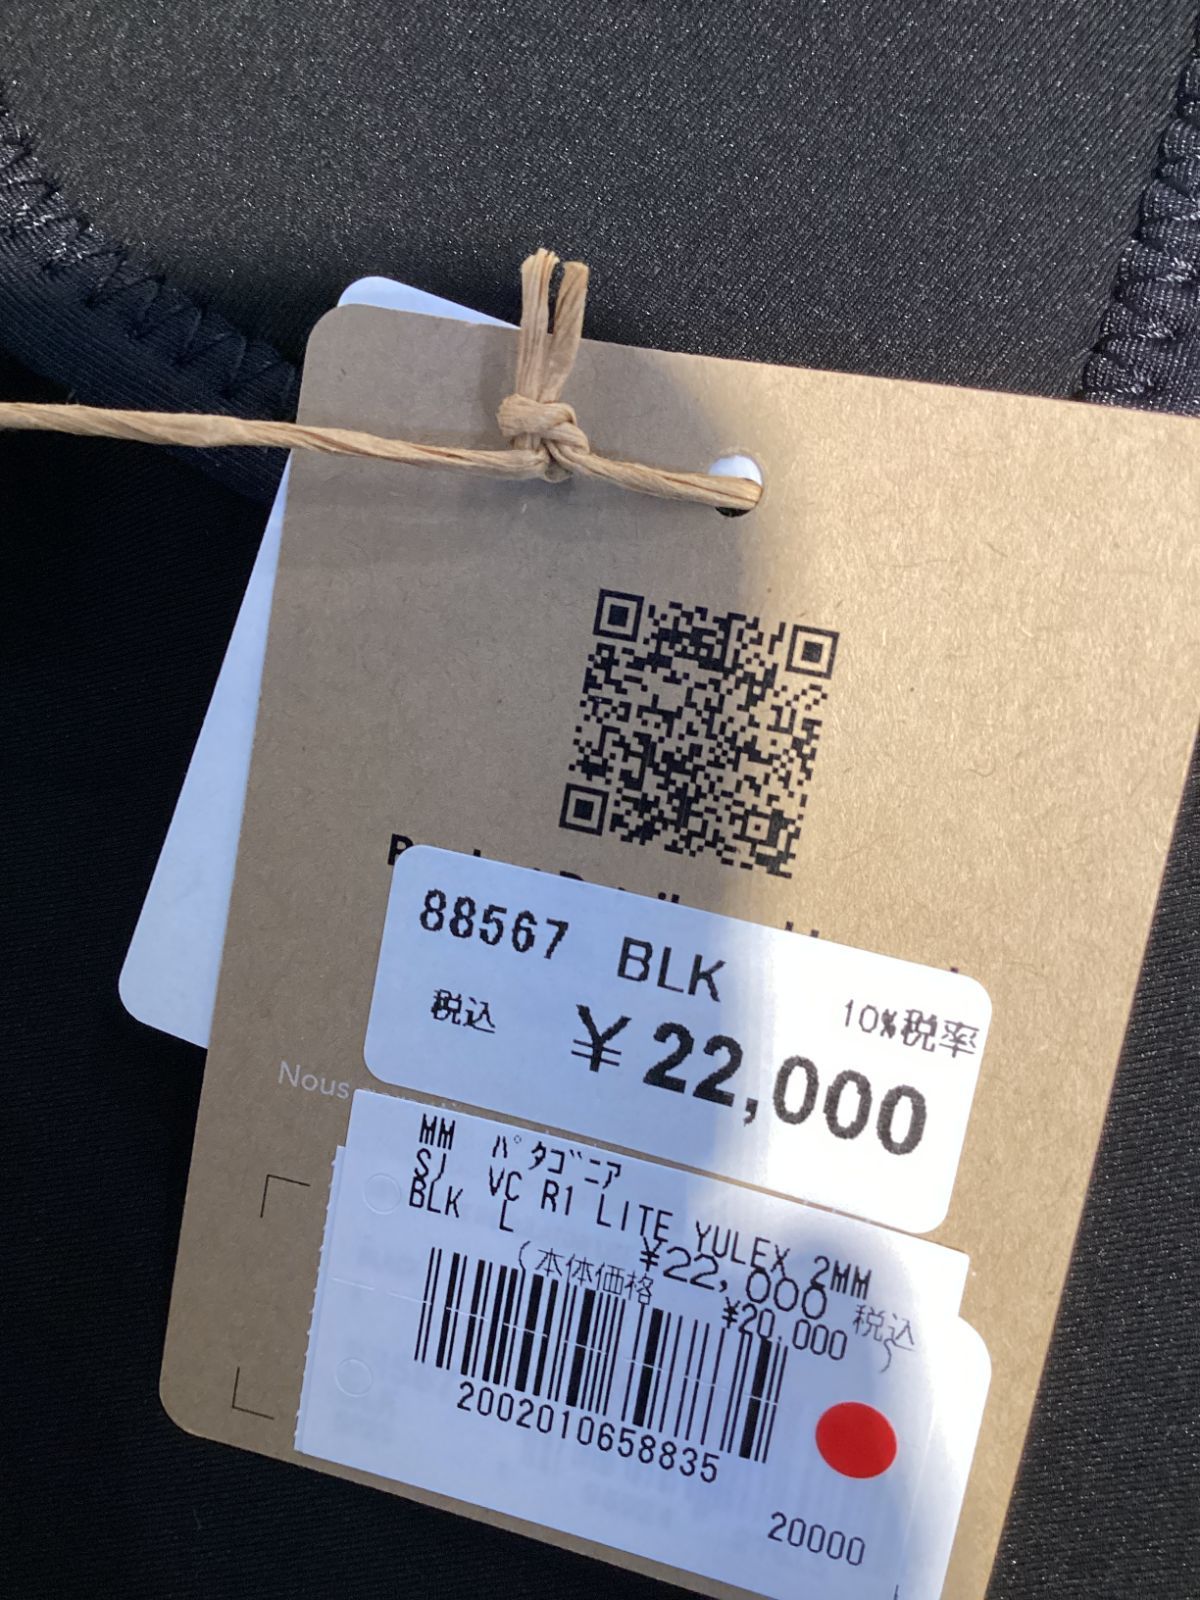 88567 BLK
税込 ¥22,000 10%税率
Nous
MM パタゴニア
SJ VC R1 LITE YULEX 2MM
BLK L
¥22,000 税込
(本体価格 ¥20,000 )
2002010658835
20000